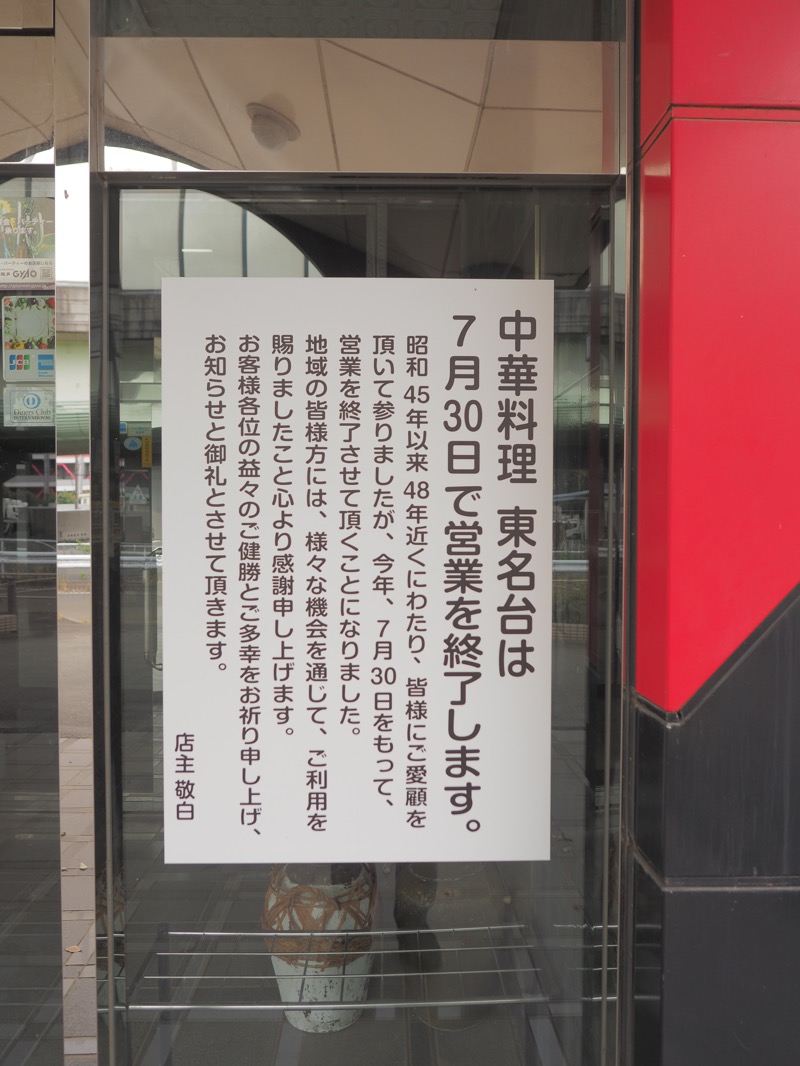 中華料理 東名台は
7月30日で営業を終了します。
昭和 45年以来 48年近くにわたり、皆様にご愛顧を
頂いて参りましたが、今年、7月30日をもって、
営業を終了させて頂くことになりました。
地域の皆様方には、様々な機会を通じて、ご利用を
賜りましたこと心より感謝申し上げます。
お客様各位の益々のご健勝とご多幸をお祈り申し上げ、
お知らせと御礼とさせて頂きます。
店主 敬白
承ります。
JCB
Diners Club
INTERNATIONAL